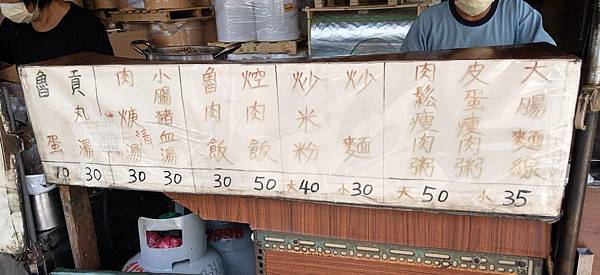 大腸麵線
皮蛋瘦肉粥
肉鬆瘦肉粥
炒麵
炒米粉
焢肉飯
魯肉飯
小腸豬血湯
肉焿清湯
貢丸湯
魯蛋
10 30 30 30 30 50 大40 小30 大50 小35